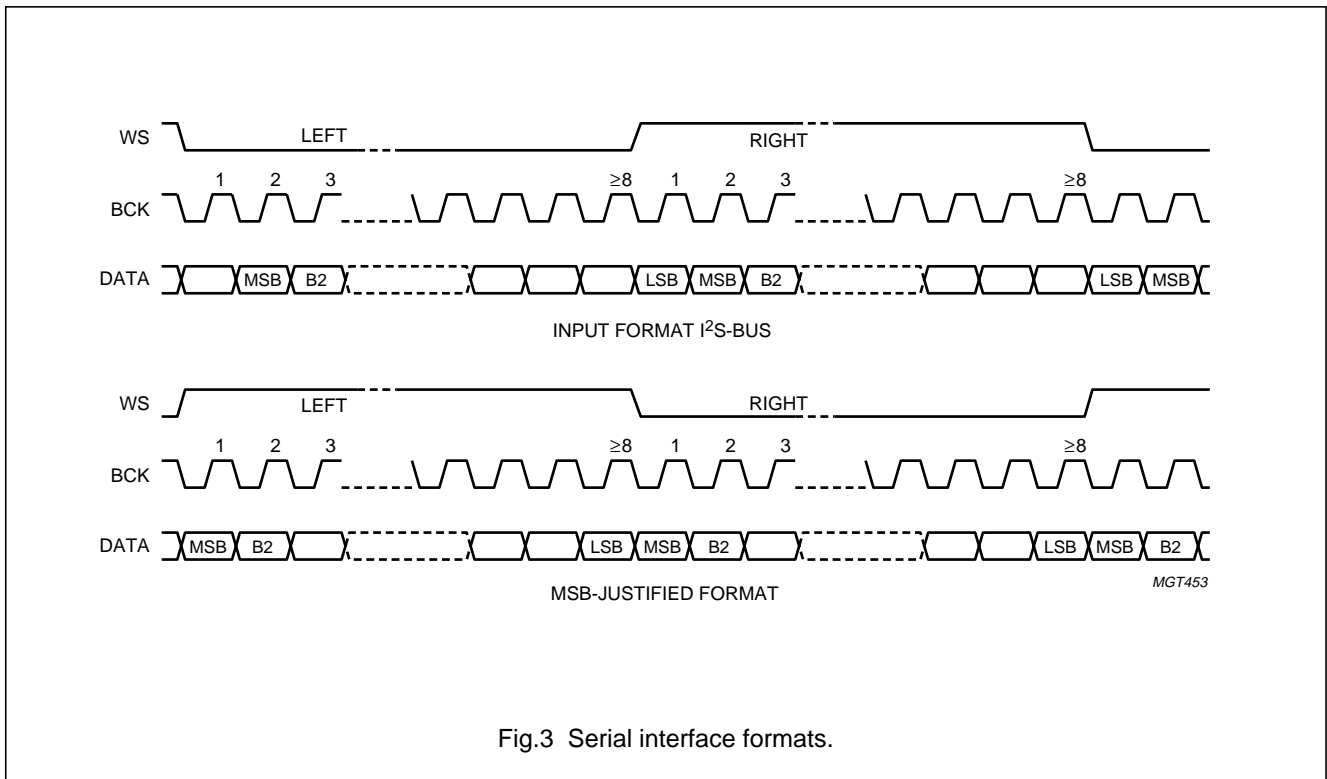 WS LEFT RIGHT
BCK 1 2 3 ≥8 1 2 3 ≥8
DATA MSB B2 LSB MSB B2 LSB MSB
INPUT FORMAT I²S-BUS
WS LEFT RIGHT
BCK 1 2 3 ≥8 1 2 3 ≥8
DATA MSB B2 LSB MSB B2 LSB MSB B2
MSB-JUSTIFIED FORMAT
MGT453
Fig.3 Serial interface formats.